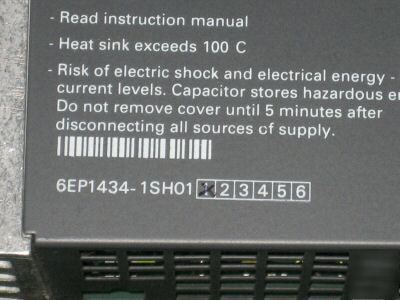 - Read instruction manual
- Heat sink exceeds 100 C
- Risk of electric shock and electrical energy -
current levels. Capacitor stores hazardous
Do not remove cover until 5 minutes after
disconnecting all sources of supply.
6EP1434-1SH01 1 2 3 4 5 6